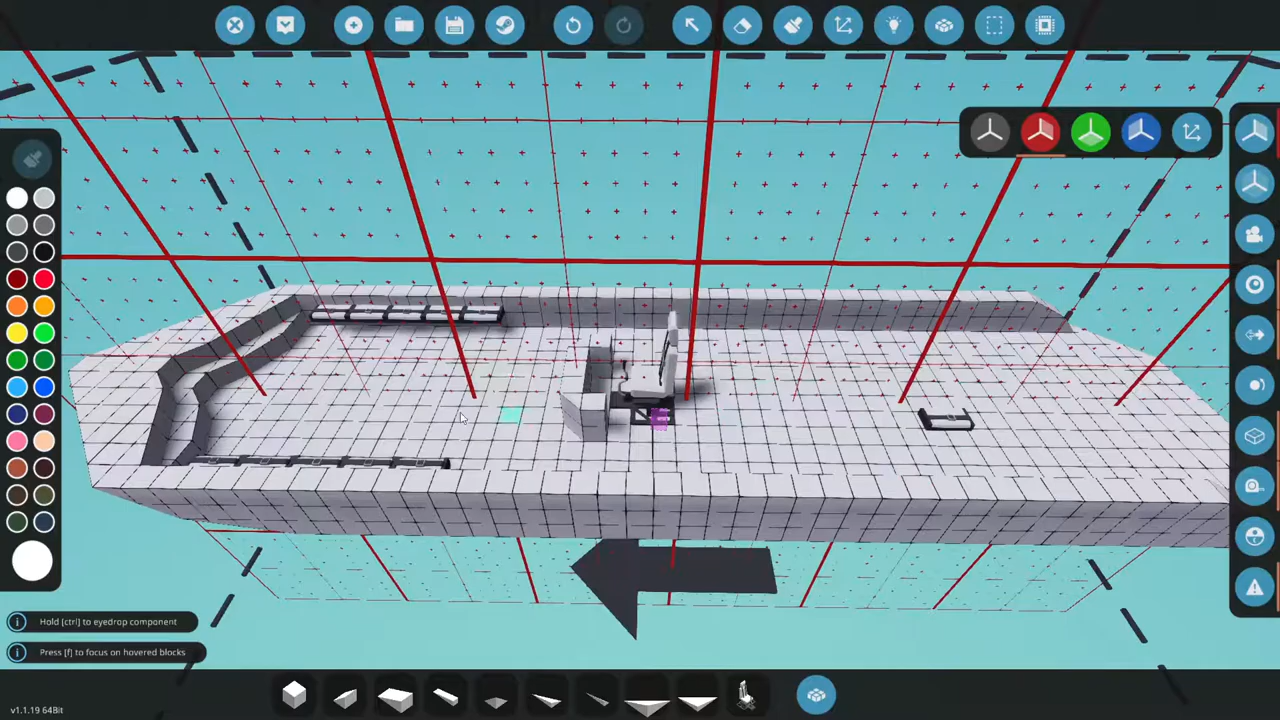 Hold [ctrl] to eyedrop component
Press [f] to focus on hovered blocks
v1.1.19 64Bit